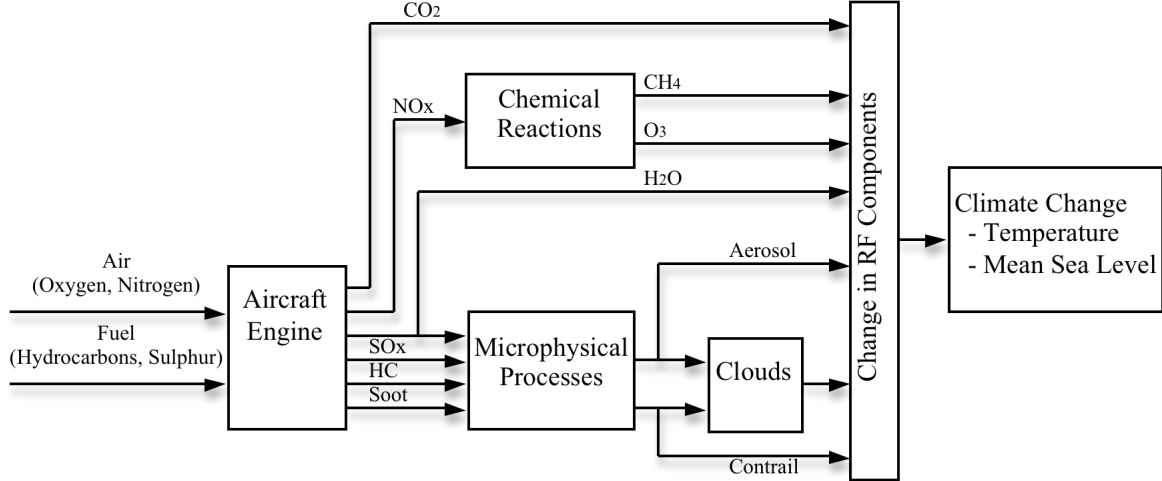 CO2
NOx
Chemical
Reactions
CH4
O3
H2O
Air
(Oxygen, Nitrogen)
Fuel
(Hydrocarbons, Sulphur)
Aircraft
Engine
SOx
HC
Soot
Microphysical
Processes
Aerosol
Clouds
Contrail
Change in RF Components
Climate Change
- Temperature
- Mean Sea Level